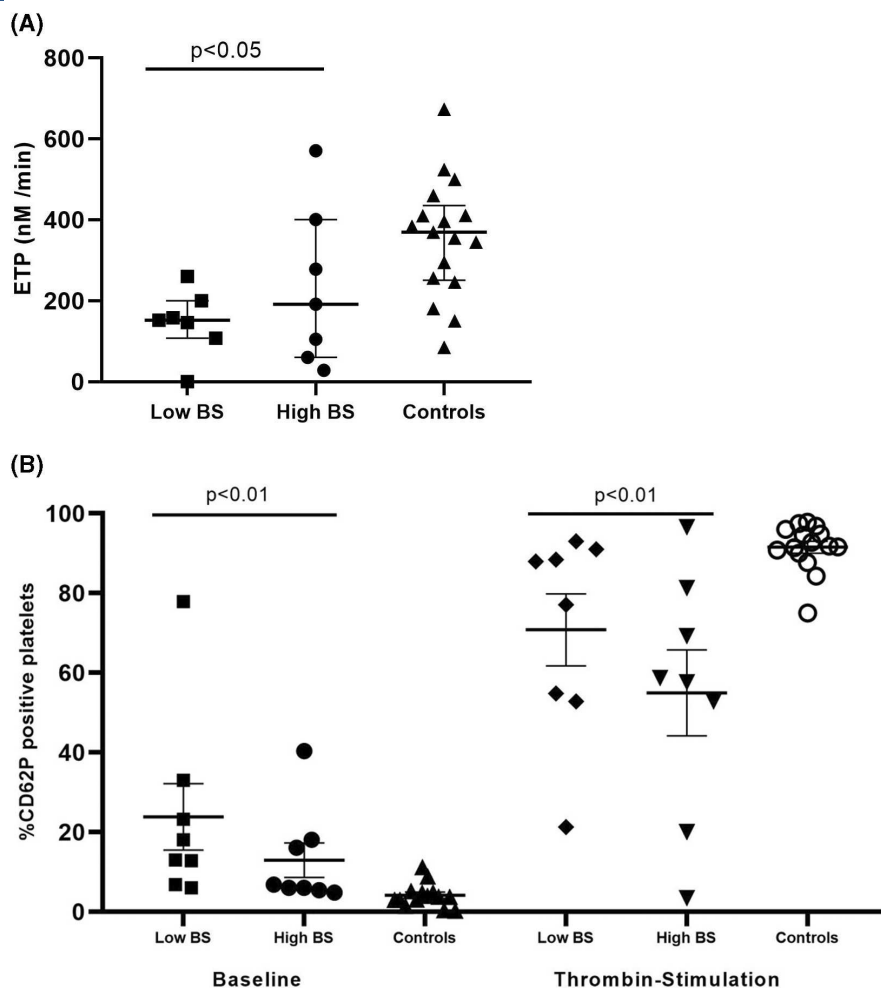 (A)
p<0.05
800
600
400
200
0
ETP (nM /min)
Low BS High BS Controls
(B)
p<0.01 p<0.01
100
80
60
40
20
0
%CD62P positive platelets
Low BS High BS Controls Low BS High BS Controls
Baseline Thrombin-Stimulation